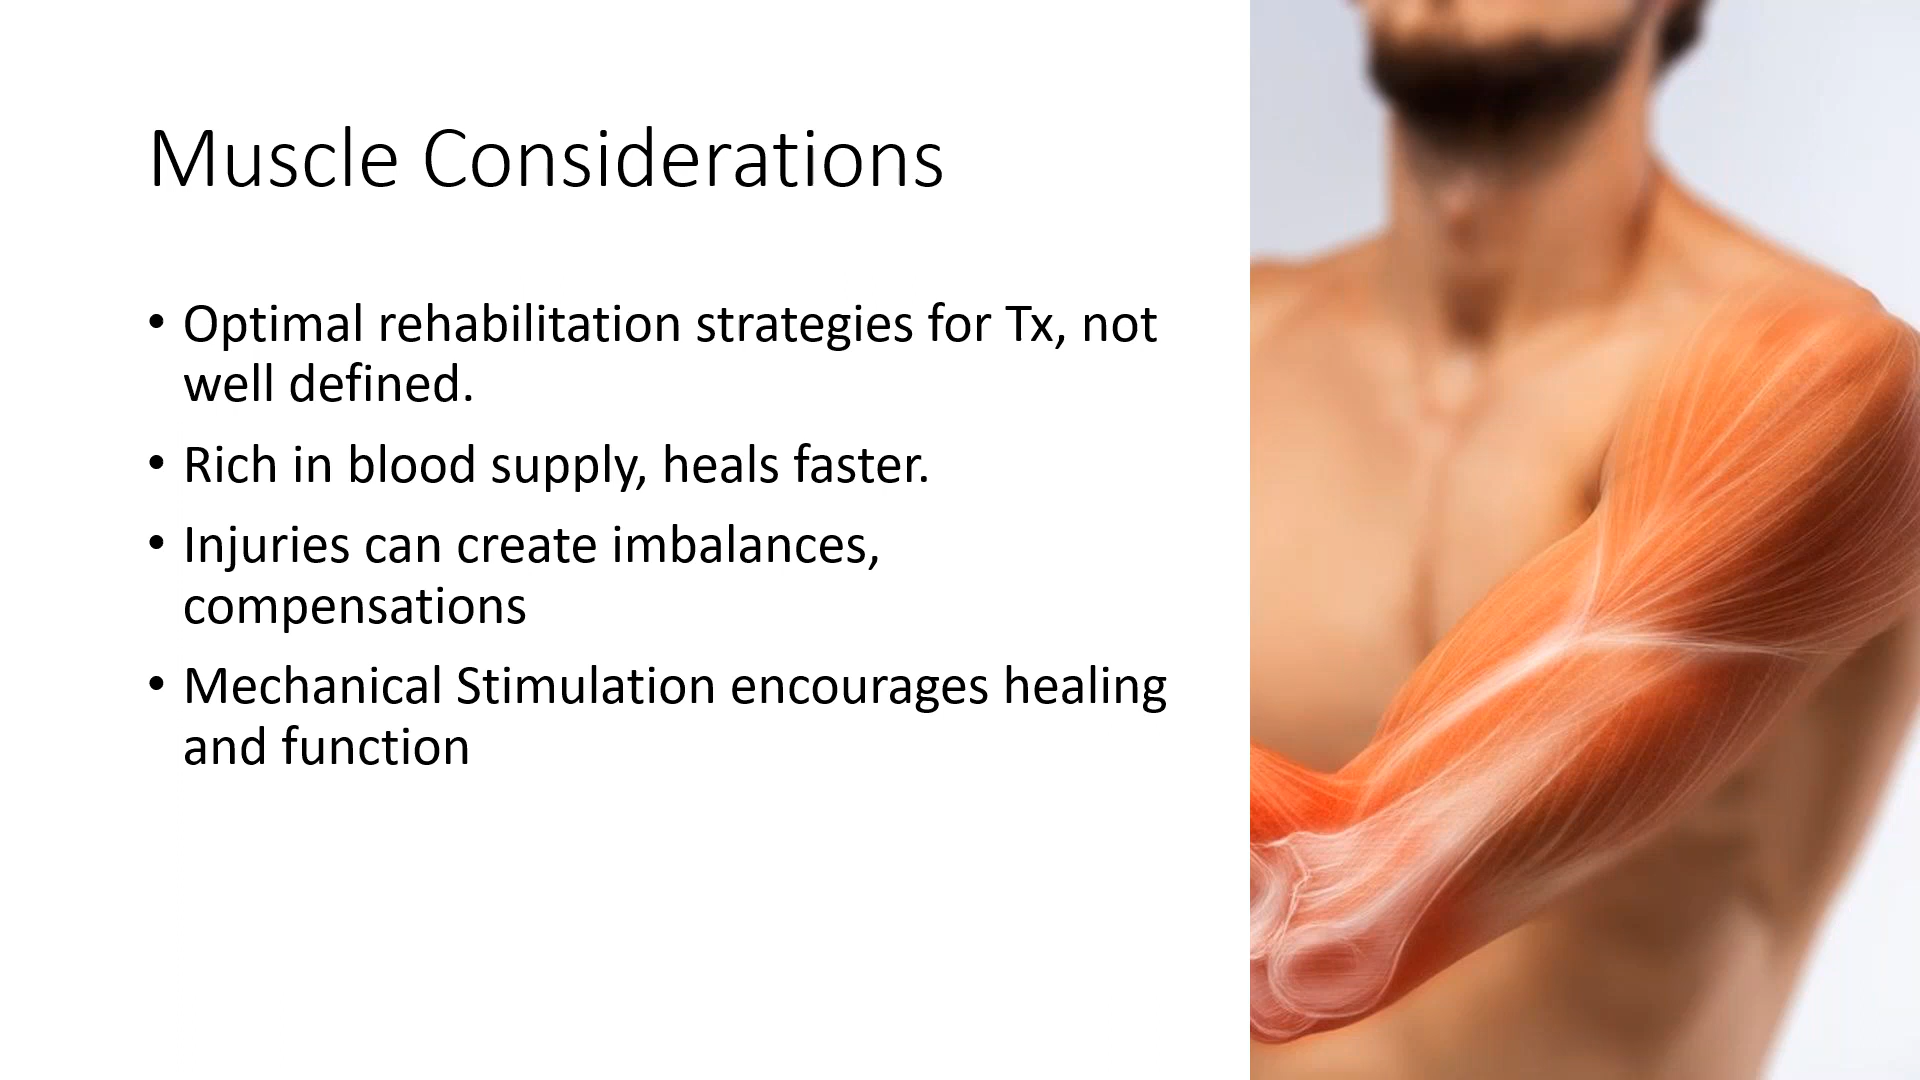 Muscle Considerations
• Optimal rehabilitation strategies for Tx, not
well defined.
• Rich in blood supply, heals faster.
• Injuries can create imbalances,
compensations
• Mechanical Stimulation encourages healing
and function